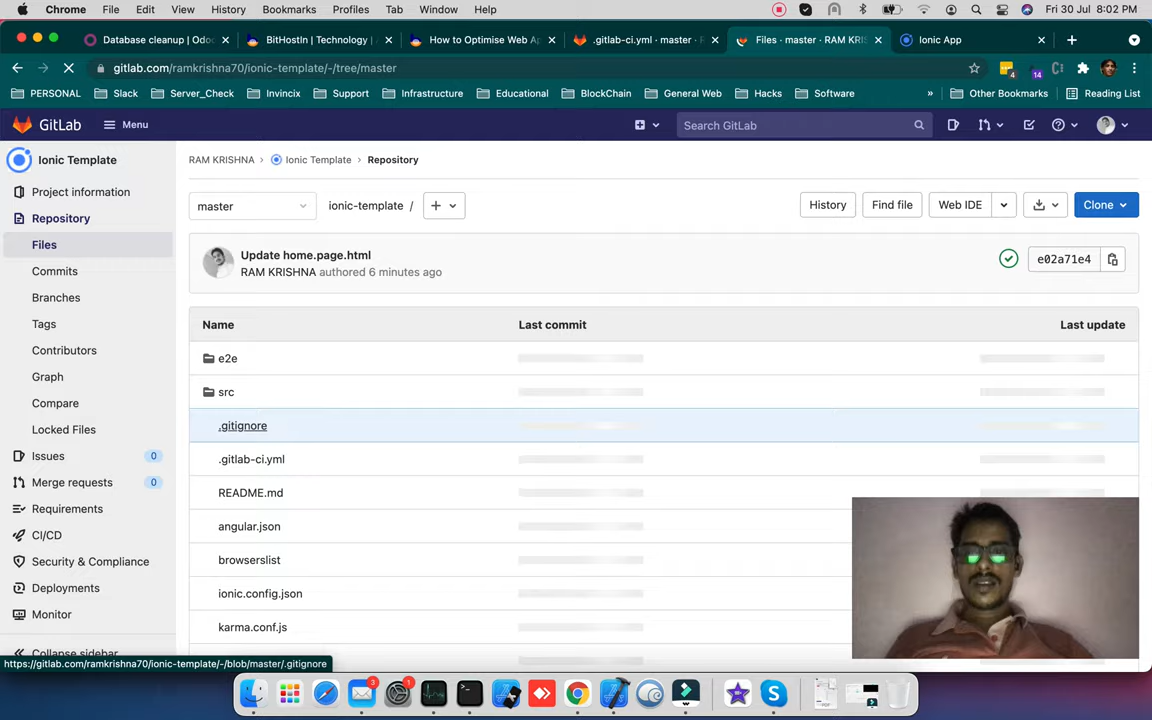 Chrome File Edit View History Bookmarks Profiles Tab Window Help Fri 30 Jul 8:02 PM
Database cleanup | Odoo BitHostIn | Technology | How to Optimise Web Ap .gitlab-ci.yml · master · R Files · master · RAM KRIS Ionic App
gitlab.com/ramkrishna70/ionic-template/-/tree/master 4 14
PERSONAL Slack Server_Check Invincix Support Infrastructure Educational BlockChain General Web Hacks Software » Other Bookmarks Reading List
GitLab Menu Search GitLab
Ionic Template
RAM KRISHNA > Ionic Template > Repository
Project information
Repository
Files
Commits
Branches
Tags
Contributors
Graph
Compare
Locked Files
Issues 0
Merge requests 0
Requirements
CI/CD
Security & Compliance
Deployments
Monitor
Collapse sidebar
master ionic-template / + History Find file Web IDE Clone
Update home.page.html
RAM KRISHNA authored 6 minutes ago
e02a71e4
Name Last commit Last update
e2e
src
.gitignore
.gitlab-ci.yml
README.md
angular.json
browserslist
ionic.config.json
karma.conf.js
https://gitlab.com/ramkrishna70/ionic-template/-/blob/master/.gitignore
3 1